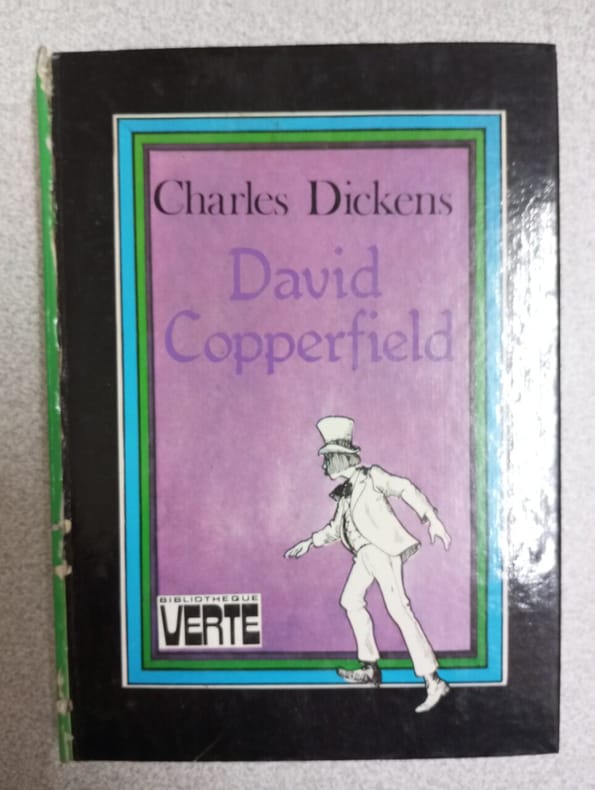 Charles Dickens
David
Copperfield
BIBLIOTHEQUE
VERTE